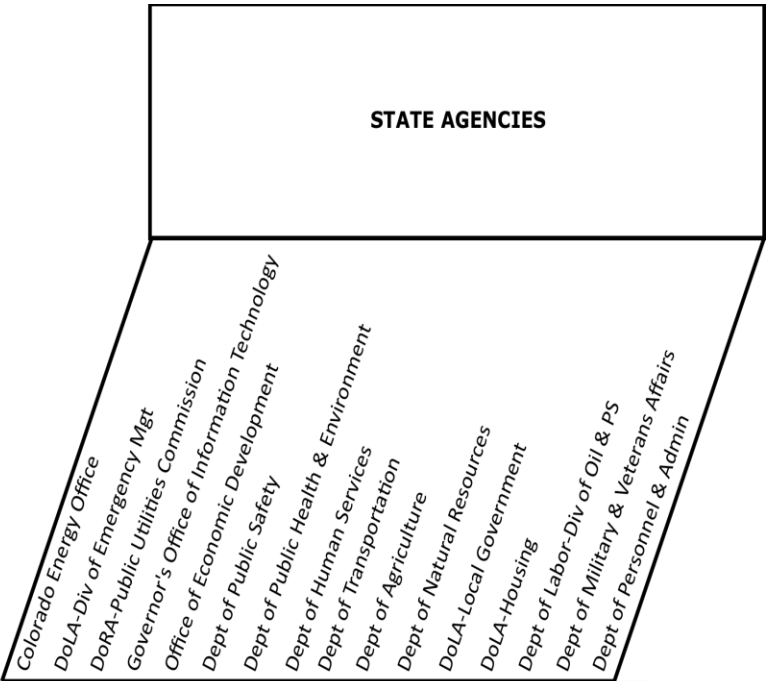 STATE AGENCIES
Colorado Energy Office
DoLA-Div of Emergency Mgt
DoRA-Public Utilities Commission
Governor's Office of Information Technology
Office of Economic Development
Dept of Public Safety
Dept of Public Health & Environment
Dept of Human Services
Dept of Transportation
Dept of Agriculture
Dept of Natural Resources
DoLA-Local Government
DoLA-Housing
Dept of Labor-Div of Oil & PS
Dept of Military & Veterans Affairs
Dept of Personnel & Admin